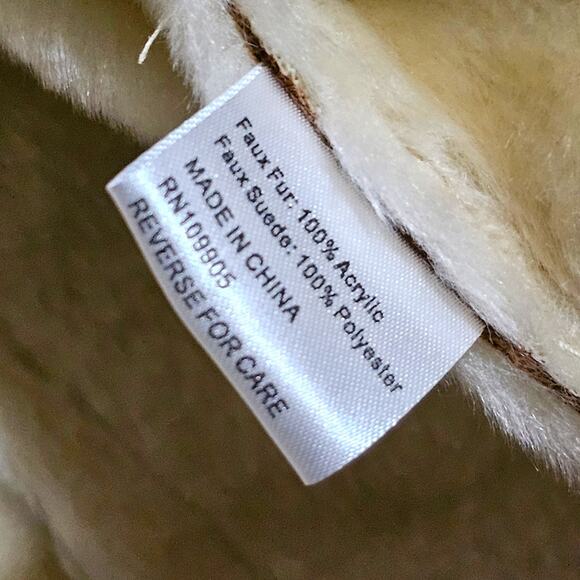 Faux Fur: 100% Acrylic
Faux Suede: 100% Polyester
MADE IN CHINA
RN109905
REVERSE FOR CARE